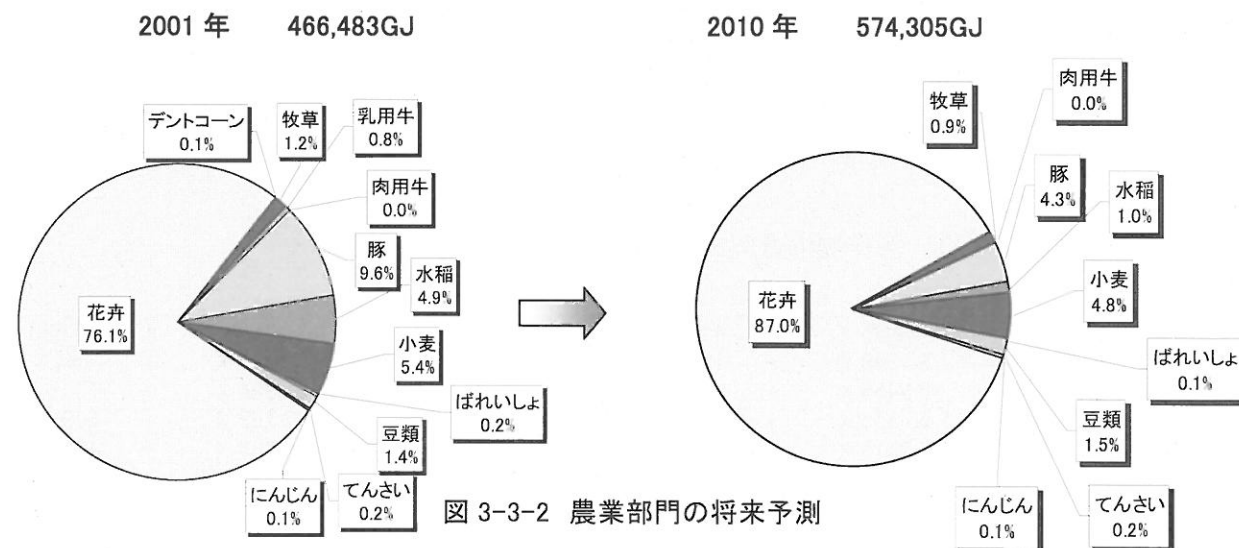 2001 年 466,483GJ
デントコーン
0.1%
牧草
1.2%
乳用牛
0.8%
肉用牛
0.0%
豚
9.6%
水稲
4.9%
花卉
76.1%
小麦
5.4%
ばれいしょ
0.2%
豆類
1.4%
にんじん
0.1%
てんさい
0.2%
2010 年 574,305GJ
肉用牛
0.0%
牧草
0.9%
豚
4.3%
水稲
1.0%
花卉
87.0%
小麦
4.8%
ばれいしょ
0.1%
豆類
1.5%
にんじん
0.1%
てんさい
0.2%
図 3-3-2 農業部門の将来予測